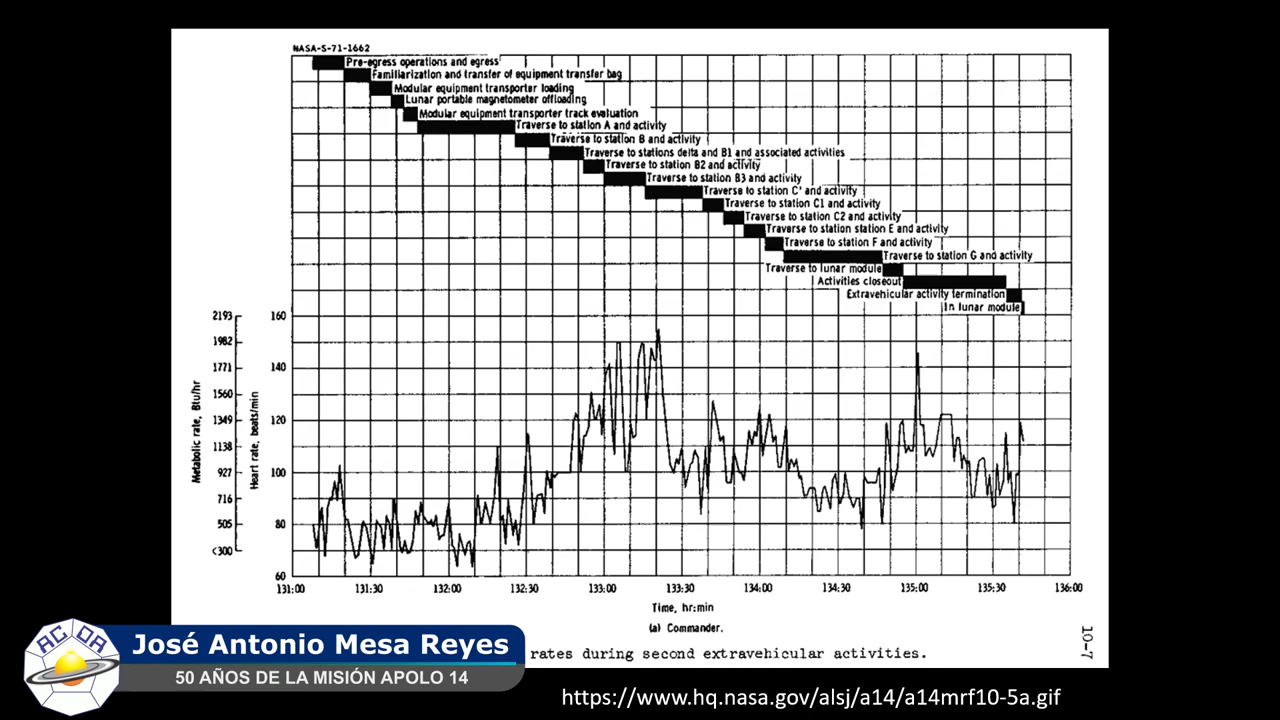 NASA-S-71-1662
Pre-egress operations and egress
Familiarization and transfer of equipment transfer bag
Modular equipment transporter loading
Lunar portable magnetometer offloading
Modular equipment transporter track evaluation
Traverse to station A and activity
Traverse to station B and activity
Traverse to stations delta and B1 and associated activities
Traverse to station B2 and activity
Traverse to station B3 and activity
Traverse to station C' and activity
Traverse to station C1 and activity
Traverse to station C2 and activity
Traverse to station station E and activity
Traverse to station F and activity
Traverse to station G and activity
Traverse to lunar module
Activities closeout
Extravehicular activity termination
In lunar module
Metabolic rate, Btu/hr
2193
1982
1771
1560
1349
1138
927
716
505
<300
Heart rate, beats/min
160
140
120
100
80
60
131:00 131:30 132:00 132:30 133:00 133:30 134:00 134:30 135:00 135:30 136:00
Time, hr:min
(a) Commander.
rates during second extravehicular activities.
10-7
ACDA
José Antonio Mesa Reyes
50 AÑOS DE LA MISIÓN APOLO 14
https://www.hq.nasa.gov/alsj/a14/a14mrf10-5a.gif